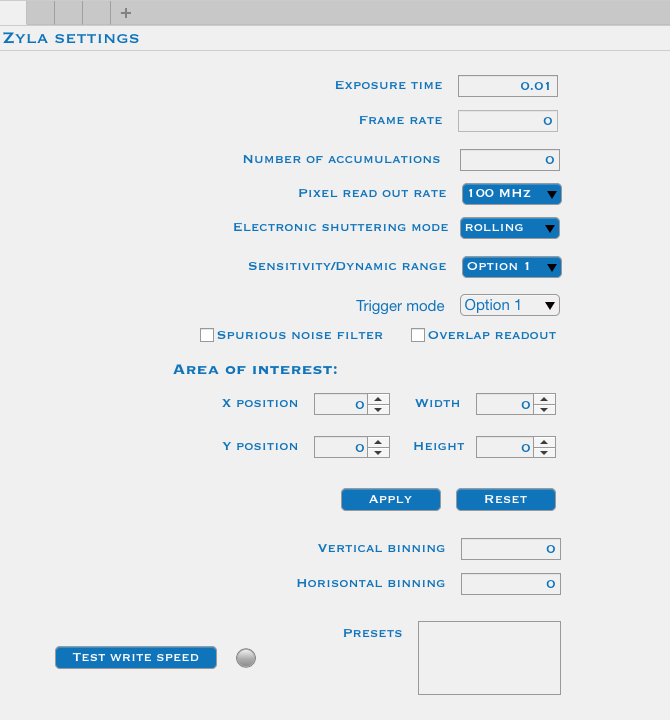 +
Zyla settings
Exposure time 0.01
Frame rate 0
Number of accumulations 0
Pixel read out rate 100 MHz
Electronic shuttering mode rolling
Sensitivity/Dynamic range Option 1
Trigger mode Option 1
Spurious noise filter Overlap readout
Area of interest:
X position 0 Width 0
Y position 0 Height 0
Apply Reset
Vertical binning 0
Horisontal binning 0
Presets
Test write speed